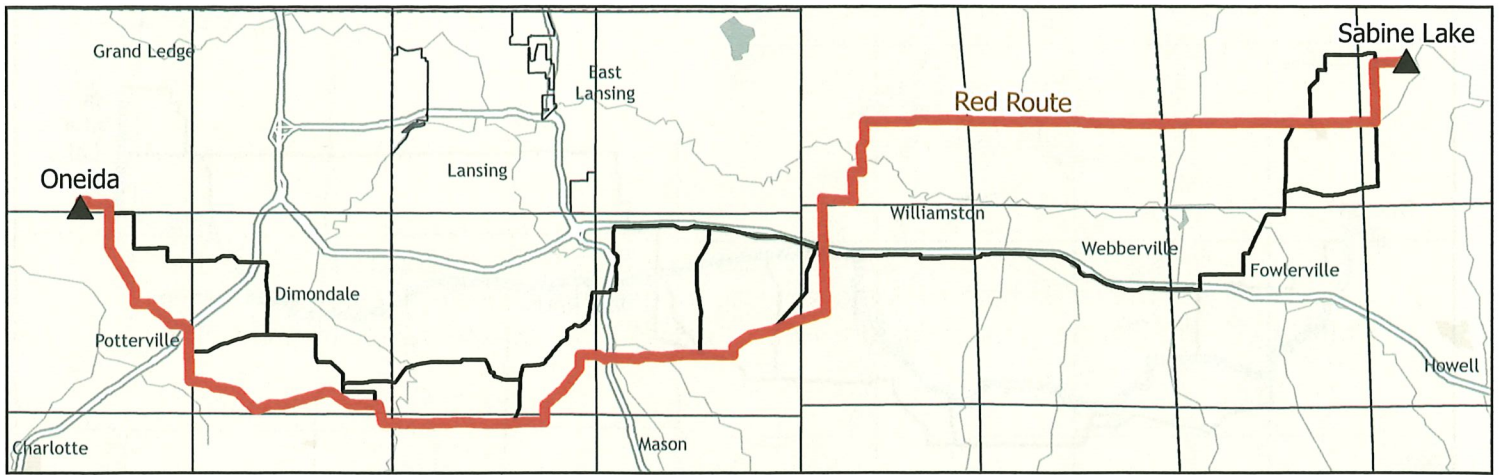 Sabine Lake
Grand Ledge
East
Lansing
Red Route
Lansing
Oneida
Williamston
Webberville
Fowlerville
Dimondale
Potterville
Howell
Charlotte
Mason